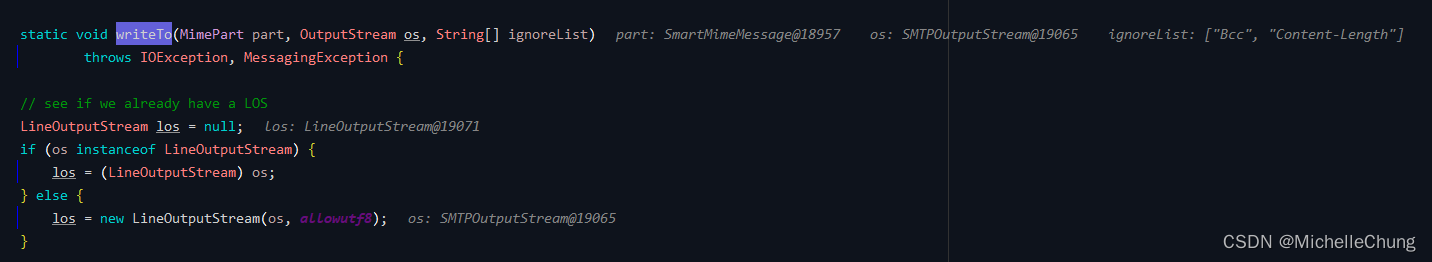 static void writeTo(MimePart part, OutputStream os, String[] ignoreList)   part: SmartMimeMessage@18957   os: SMTPOutputStream@19065   ignoreList: ["Bcc", "Content-Length"]
        throws IOException, MessagingException {
// see if we already have a LOS
LineOutputStream los = null;   los: LineOutputStream@19071
if (os instanceof LineOutputStream) {
    los = (LineOutputStream) os;
} else {
    los = new LineOutputStream(os, allowutf8);   os: SMTPOutputStream@19065
}
CSDN @MichelleChung